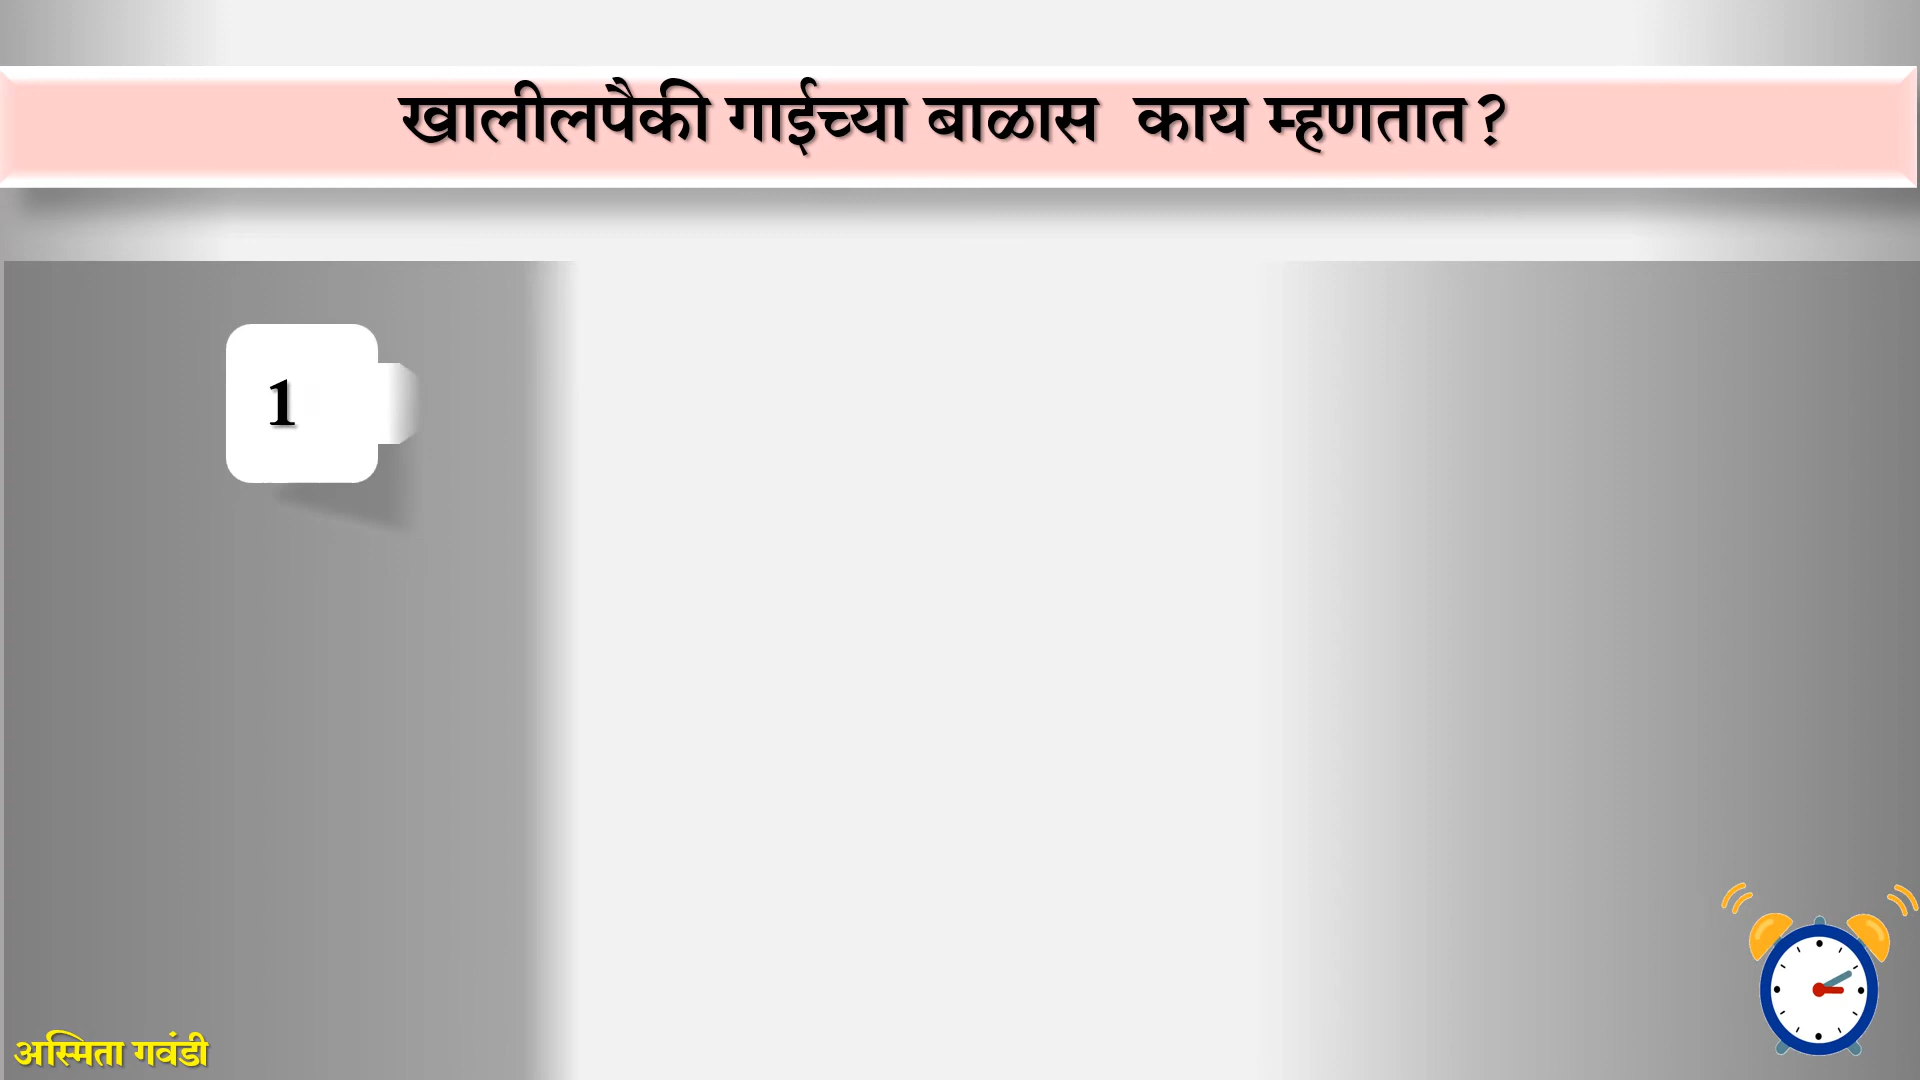 खालीलपैकी गाईच्या बाळास काय म्हणतात?
1
अस्मिता गवंडी